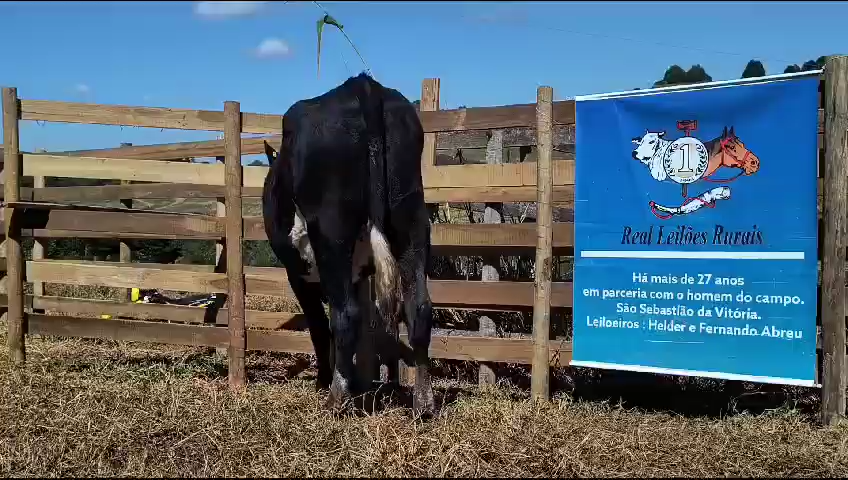 1
Real Leilões Rurais
Há mais de 27 anos
em parceria com o homem do campo.
São Sebastião da Vitória.
Leiloeiros : Helder e Fernando Abreu